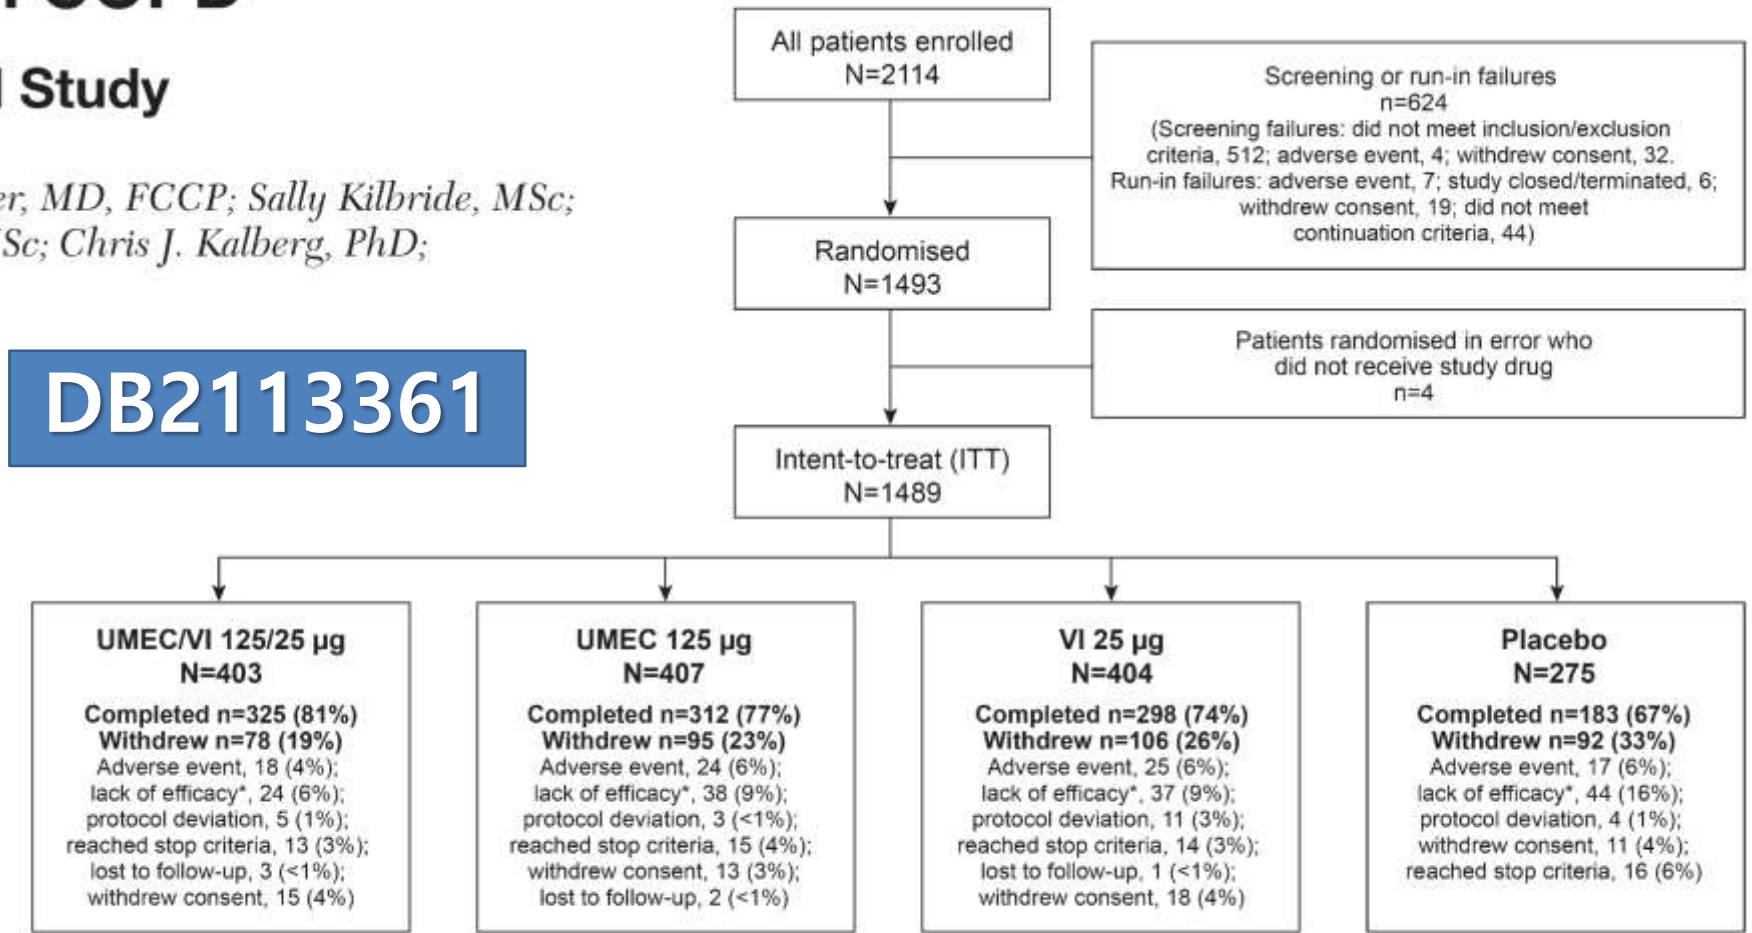 Study
er, MD, FCCP; Sally Kilbride, MSc;
Sc; Chris J. Kalberg, PhD;
DB2113361
All patients enrolled
N=2114
Screening or run-in failures
n=624
(Screening failures: did not meet inclusion/exclusion
criteria, 512; adverse event, 4; withdrew consent, 32.
Run-in failures: adverse event, 7; study closed/terminated, 6;
withdrew consent, 19; did not meet
continuation criteria, 44)
Randomised
N=1493
Patients randomised in error who
did not receive study drug
n=4
Intent-to-treat (ITT)
N=1489
UMEC/VI 125/25 µg
N=403
Completed n=325 (81%)
Withdrew n=78 (19%)
Adverse event, 18 (4%);
lack of efficacy*, 24 (6%);
protocol deviation, 5 (1%);
reached stop criteria, 13 (3%);
lost to follow-up, 3 (<1%);
withdrew consent, 15 (4%)
UMEC 125 µg
N=407
Completed n=312 (77%)
Withdrew n=95 (23%)
Adverse event, 24 (6%);
lack of efficacy*, 38 (9%);
protocol deviation, 3 (<1%);
reached stop criteria, 15 (4%);
withdrew consent, 13 (3%);
lost to follow-up, 2 (<1%)
VI 25 µg
N=404
Completed n=298 (74%)
Withdrew n=106 (26%)
Adverse event, 25 (6%);
lack of efficacy*, 37 (9%);
protocol deviation, 11 (3%);
reached stop criteria, 14 (3%);
lost to follow-up, 1 (<1%);
withdrew consent, 18 (4%)
Placebo
N=275
Completed n=183 (67%)
Withdrew n=92 (33%)
Adverse event, 17 (6%);
lack of efficacy*, 44 (16%);
protocol deviation, 4 (1%);
withdrew consent, 11 (4%);
reached stop criteria, 16 (6%)